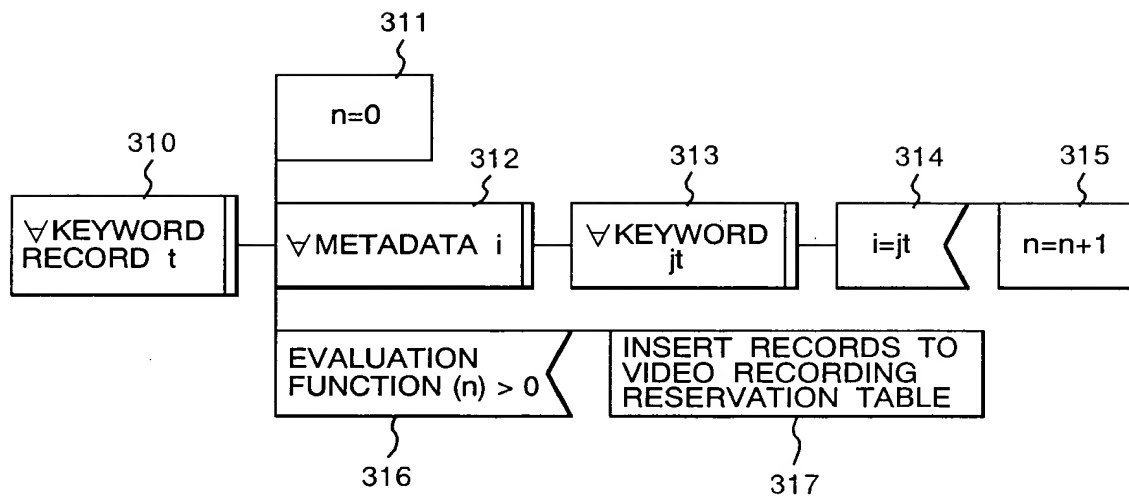 311
n=0
310
312
313
314
315
∀KEYWORD
RECORD t
∀METADATA i
∀KEYWORD
jt
i=jt
n=n+1
EVALUATION
FUNCTION (n) > 0
INSERT RECORDS TO
VIDEO RECORDING
RESERVATION TABLE
316
317